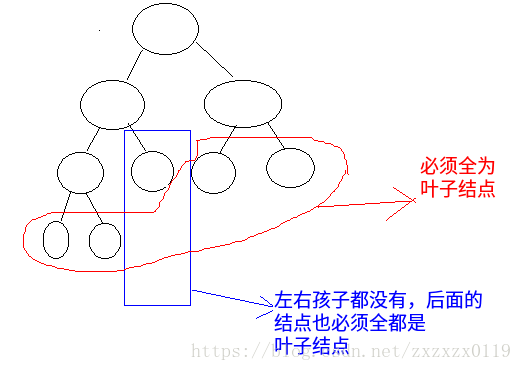 必须全为
叶子结点
左右孩子都没有，后面的
结点也必须全都是
叶子结点
https://blog.csdn.net/zxzxzx0119